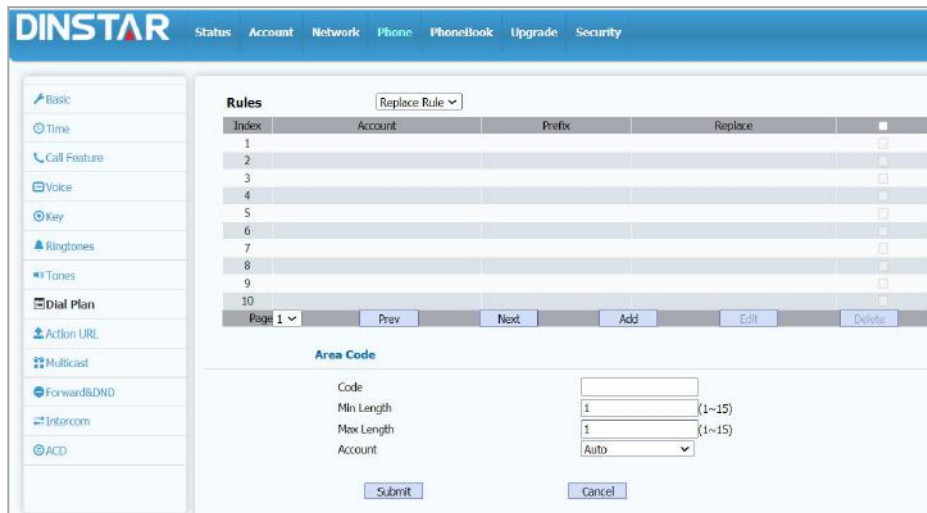 DINSTAR
Status Account Network Phone PhoneBook Upgrade Security
Basic
Time
Call Feature
Voice
Key
Ringtones
Tones
Dial Plan
Action URL
Multicast
Forward&DND
Intercom
ACD
Rules Replace Rule
Index Account Prefix Replace
1
2
3
4
5
6
7
8
9
10
Page 1 Prev Next Add Edit Delete
Area Code
Code
Min Length 1 (1~15)
Max Length 1 (1~15)
Account Auto
Submit Cancel